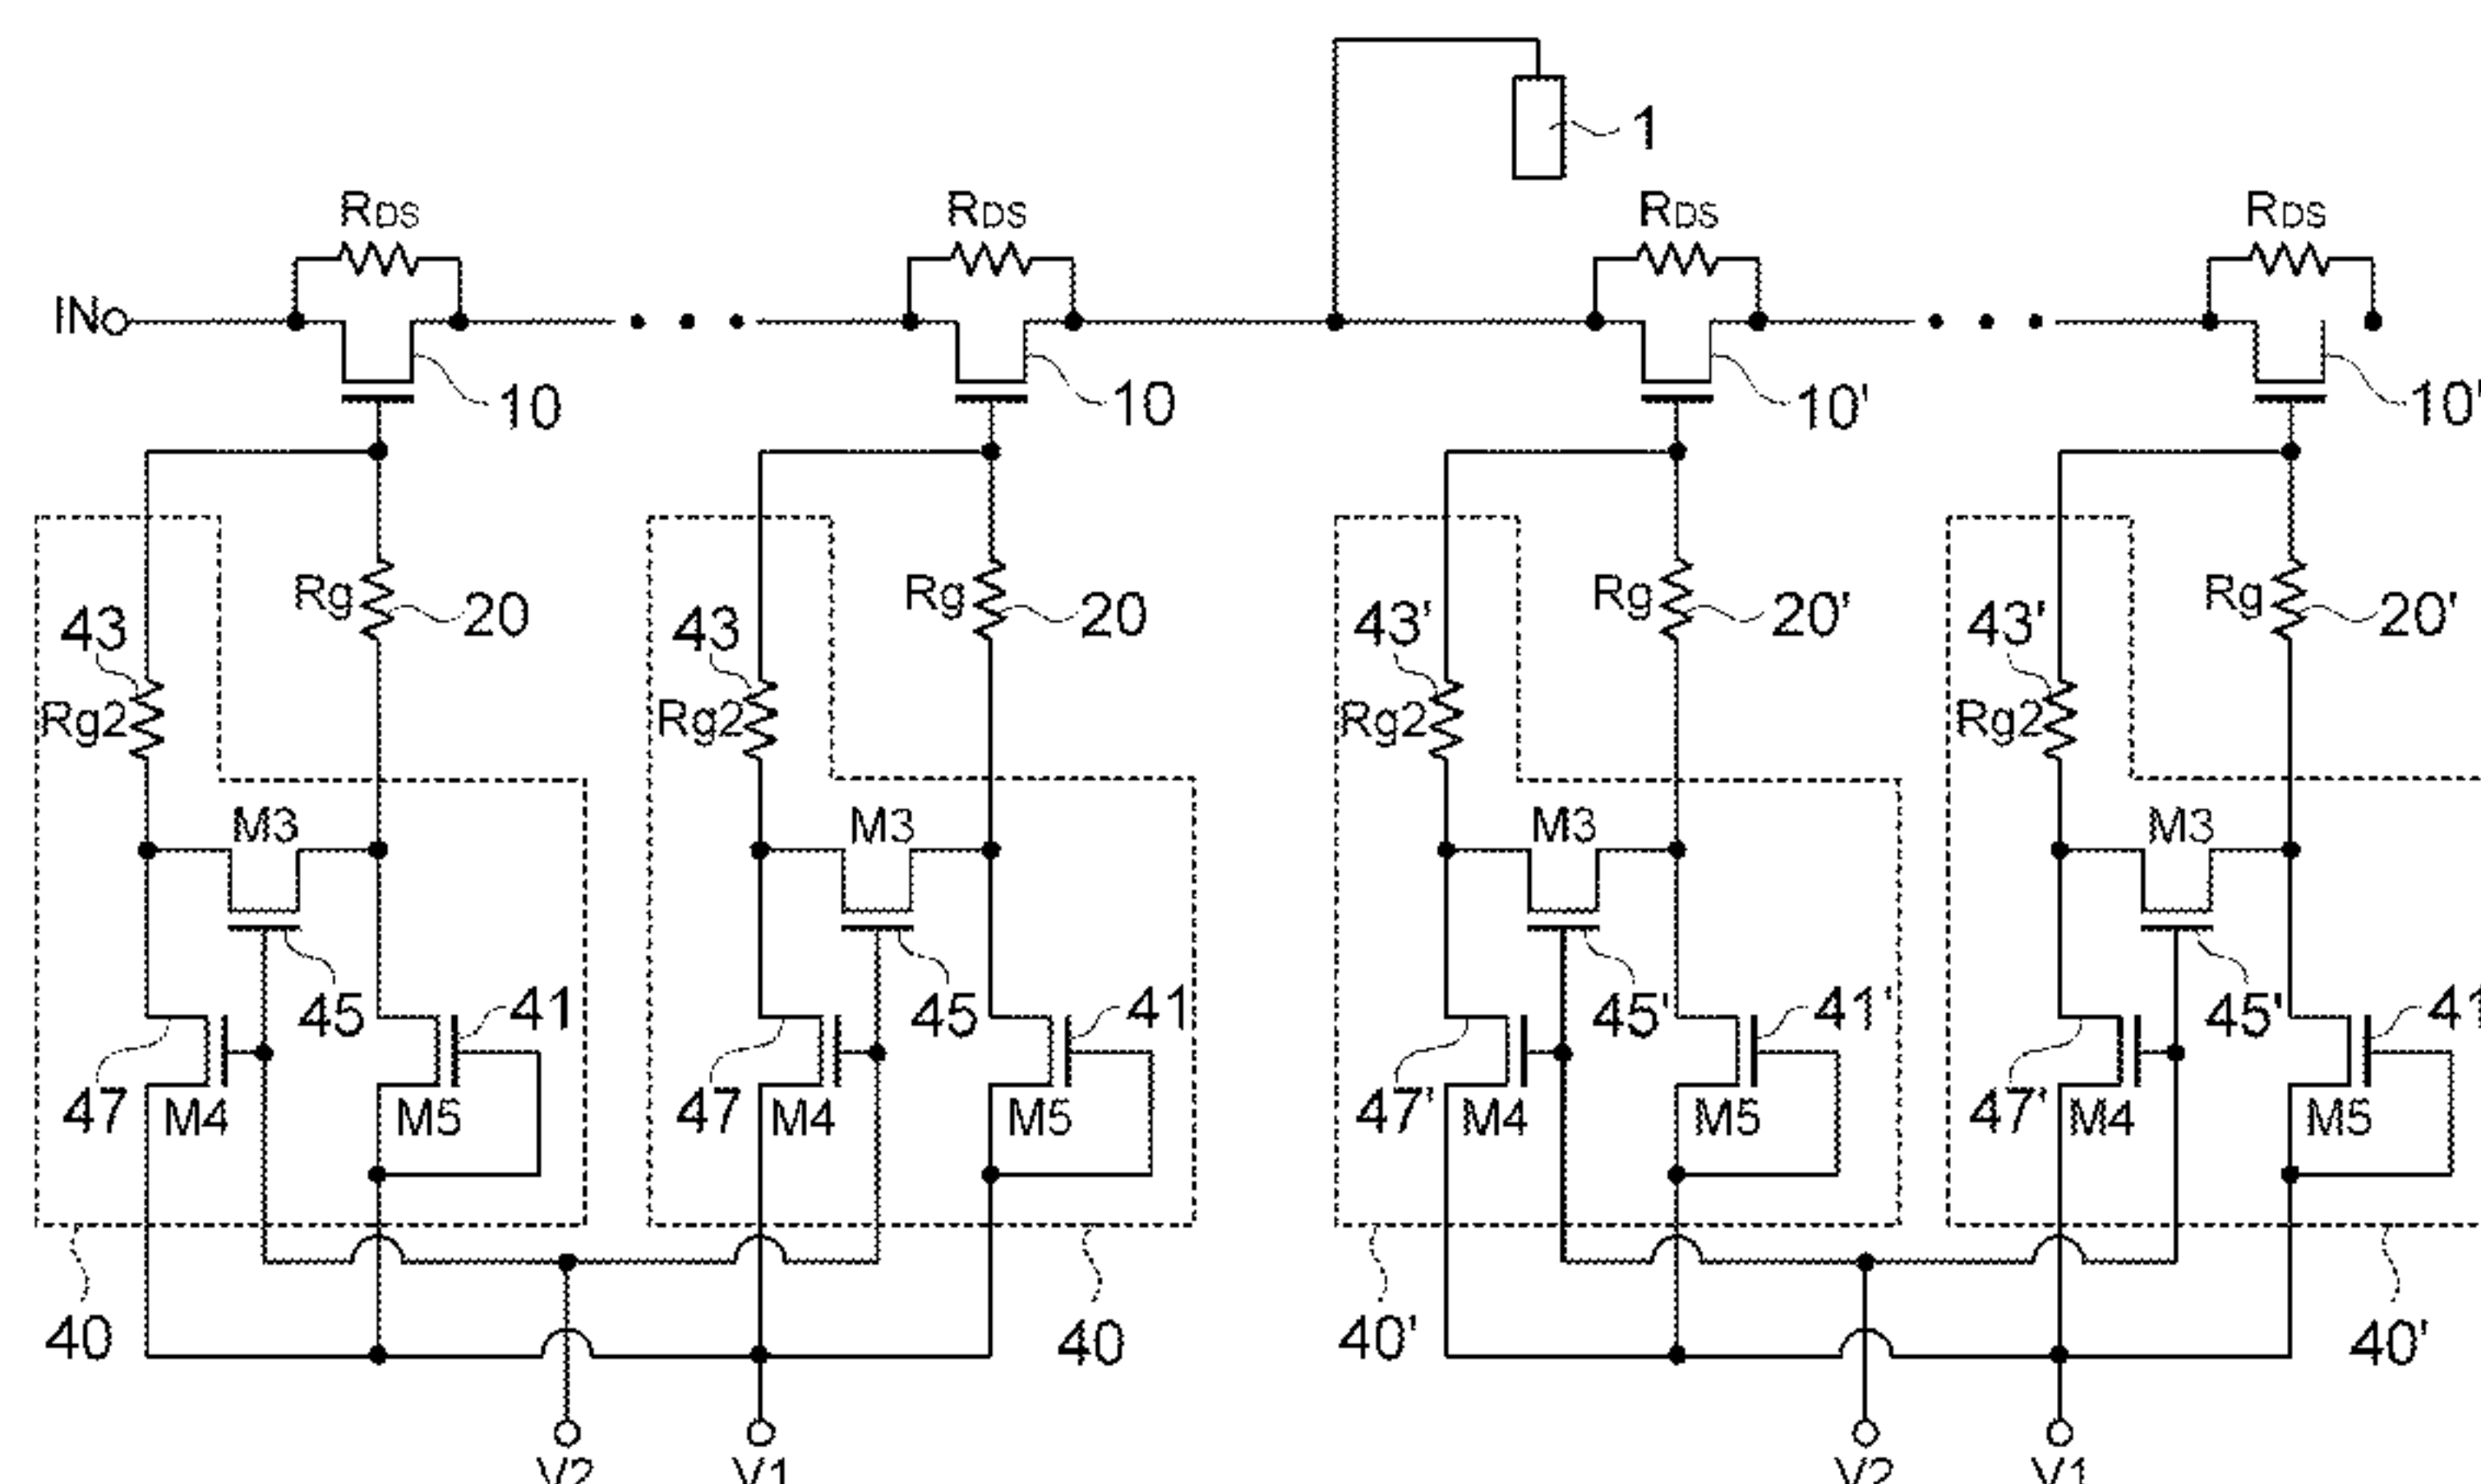 1
RDS RDS RDS RDS
IN
10 10 10' 10'
Rg 20 Rg 20 Rg 20' Rg 20'
43 43 43' 43'
Rg2 Rg2 Rg2 Rg2
M3 M3 M3 M3
45 41 45 41 45' 41' 45' 41
47 M4 M5 47 M4 M5 47' M4 M5 47' M4 M5
40 40 40' 40'
V2 V1 V2 V1